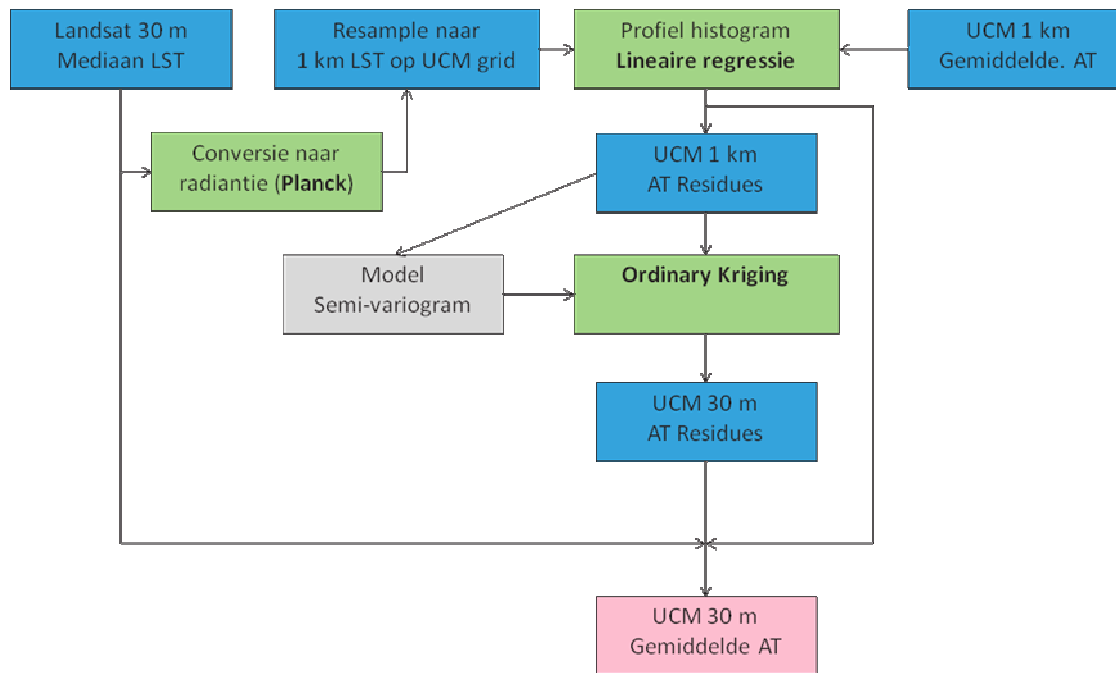 Landsat 30 m
Mediaan LST
Resample naar
1 km LST op UCM grid
Profiel histogram
Lineaire regressie
UCM 1 km
Gemiddelde. AT
Conversie naar
radiantie (Planck)
UCM 1 km
AT Residues
Model
Semi-variogram
Ordinary Kriging
UCM 30 m
AT Residues
UCM 30 m
Gemiddelde AT